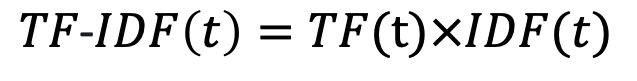 TF-IDF(t) = TF(t)×IDF(t)